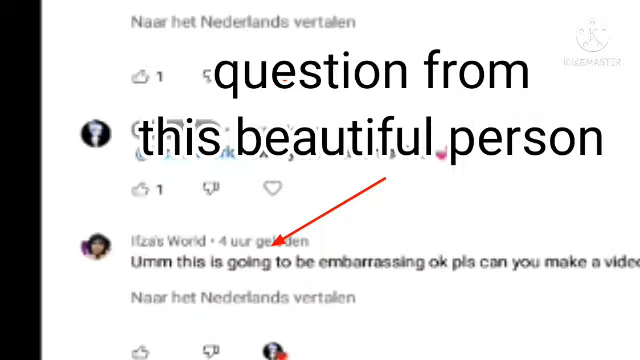 Naar het Nederlands vertalen
KINEMASTER
1
question from
this beautiful person
1
Ifza's World • 4 uur geleden
Umm this is going to be embarrassing ok pls can you make a video
Naar het Nederlands vertalen